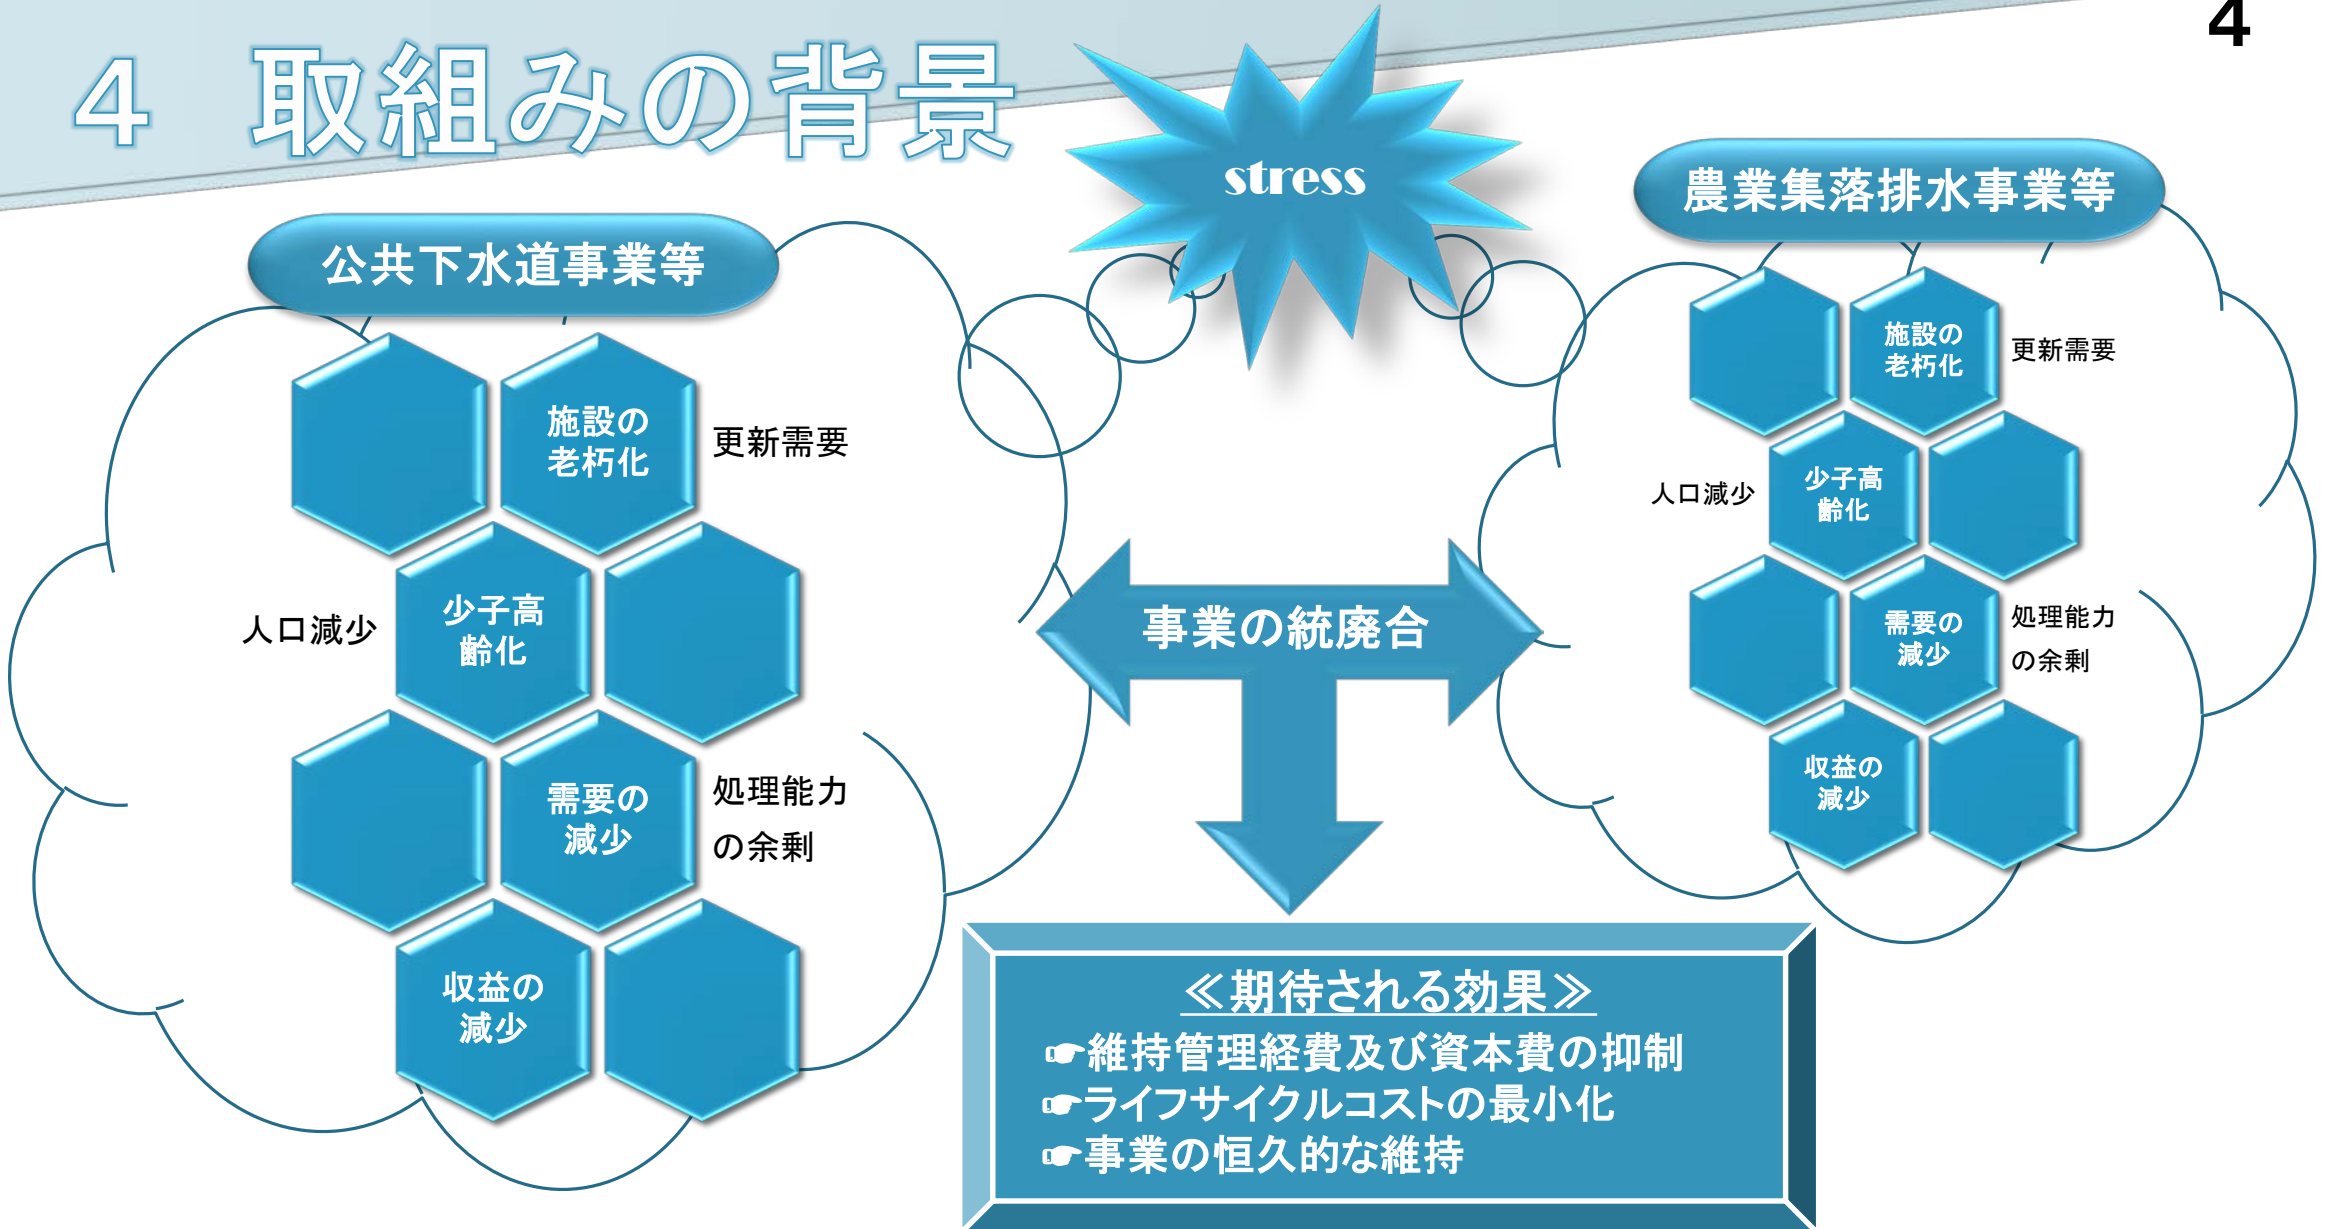 4
４　取組みの背景
stress
公共下水道事業等
施設の
老朽化
更新需要
人口減少
少子高
齢化
需要の
減少
処理能力
の余剰
収益の
減少
農業集落排水事業等
施設の
老朽化
更新需要
人口減少
少子高
齢化
需要の
減少
処理能力
の余剰
収益の
減少
事業の統廃合
≪期待される効果≫
☛維持管理経費及び資本費の抑制
☛ライフサイクルコストの最小化
☛事業の恒久的な維持